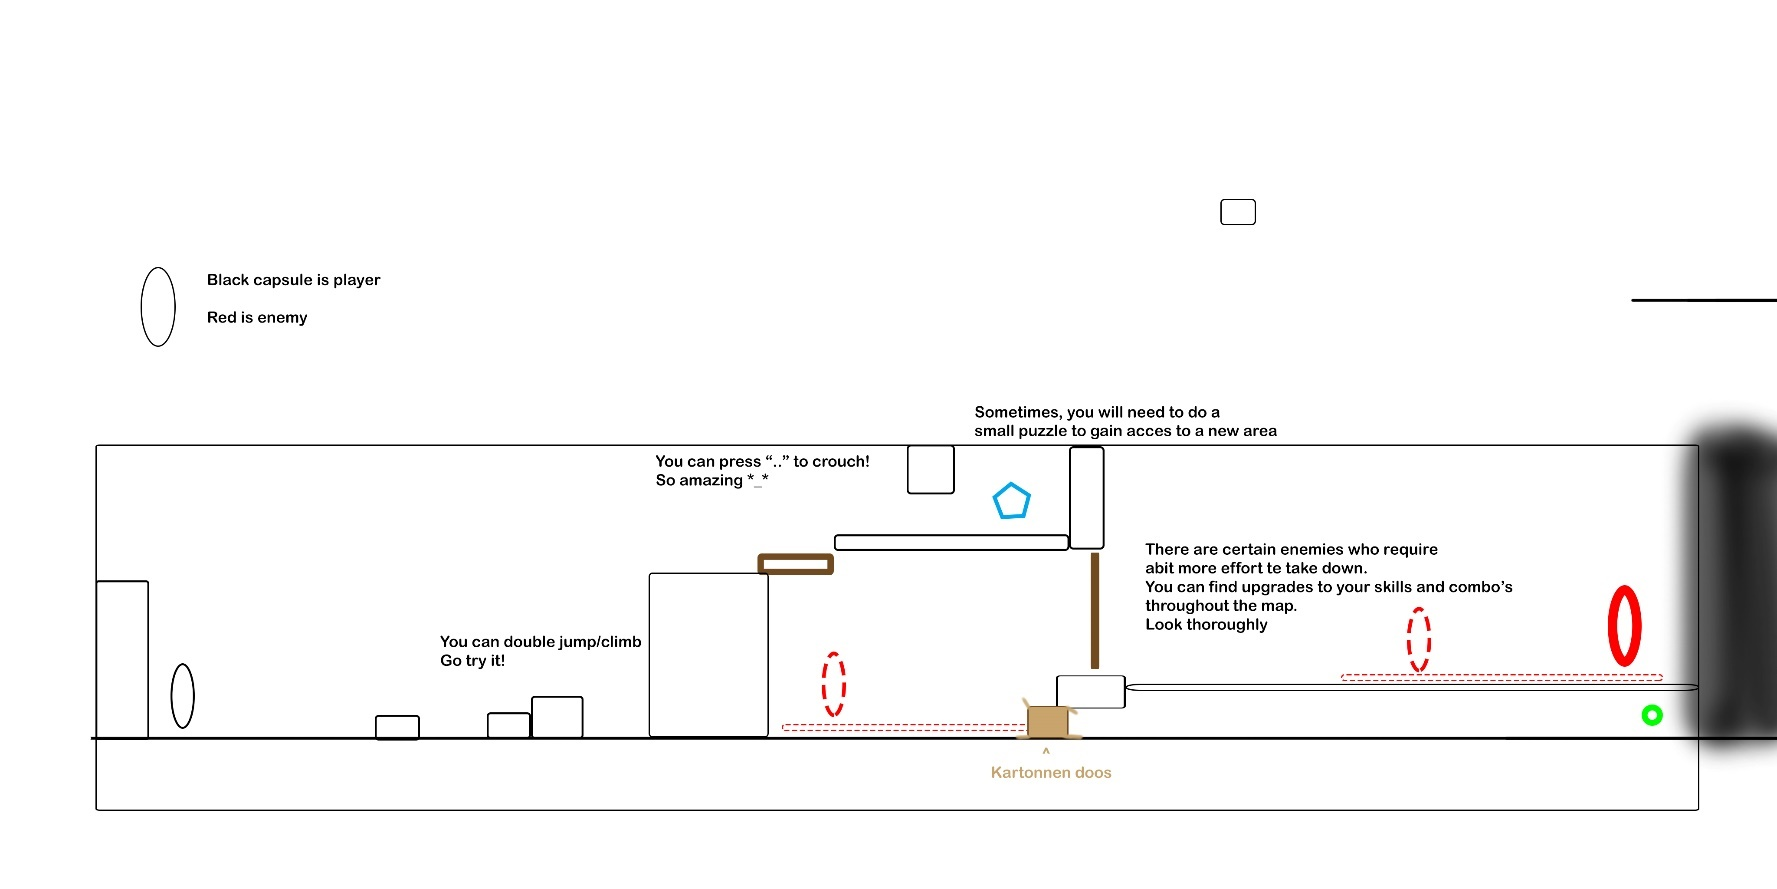 Black capsule is player
Red is enemy
Sometimes, you will need to do a
small puzzle to gain acces to a new area
You can press “..” to crouch!
So amazing *_*
There are certain enemies who require
abit more effort te take down.
You can find upgrades to your skills and combo’s
throughout the map.
Look thoroughly
You can double jump/climb
Go try it!
^
Kartonnen doos